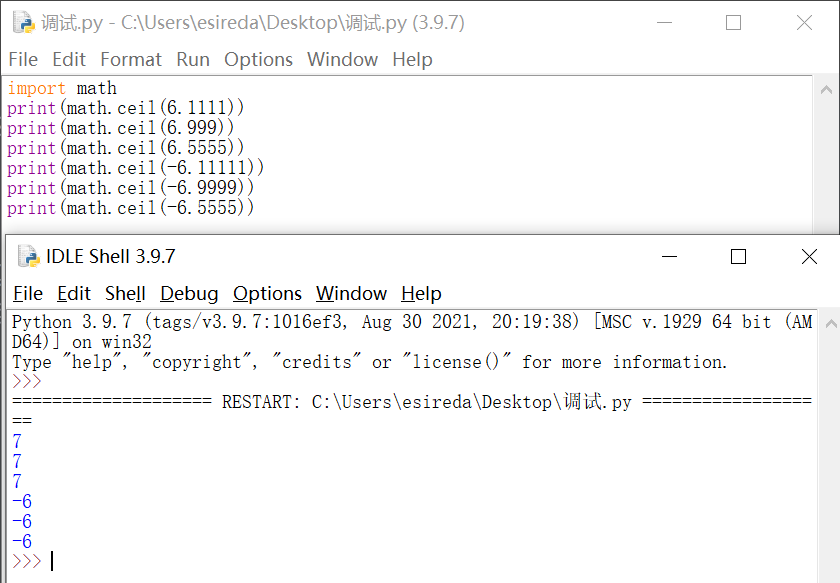 调试.py - C:\Users\esireda\Desktop\调试.py (3.9.7)
File Edit Format Run Options Window Help
import math
print(math.ceil(6.1111))
print(math.ceil(6.999))
print(math.ceil(6.5555))
print(math.ceil(-6.11111))
print(math.ceil(-6.9999))
print(math.ceil(-6.5555))
IDLE Shell 3.9.7
File Edit Shell Debug Options Window Help
Python 3.9.7 (tags/v3.9.7:1016ef3, Aug 30 2021, 20:19:38) [MSC v.1929 64 bit (AM
D64)] on win32
Type "help", "copyright", "credits" or "license()" for more information.
>>>
==================== RESTART: C:\Users\esireda\Desktop\调试.py =================
==
7
7
7
-6
-6
-6
>>>